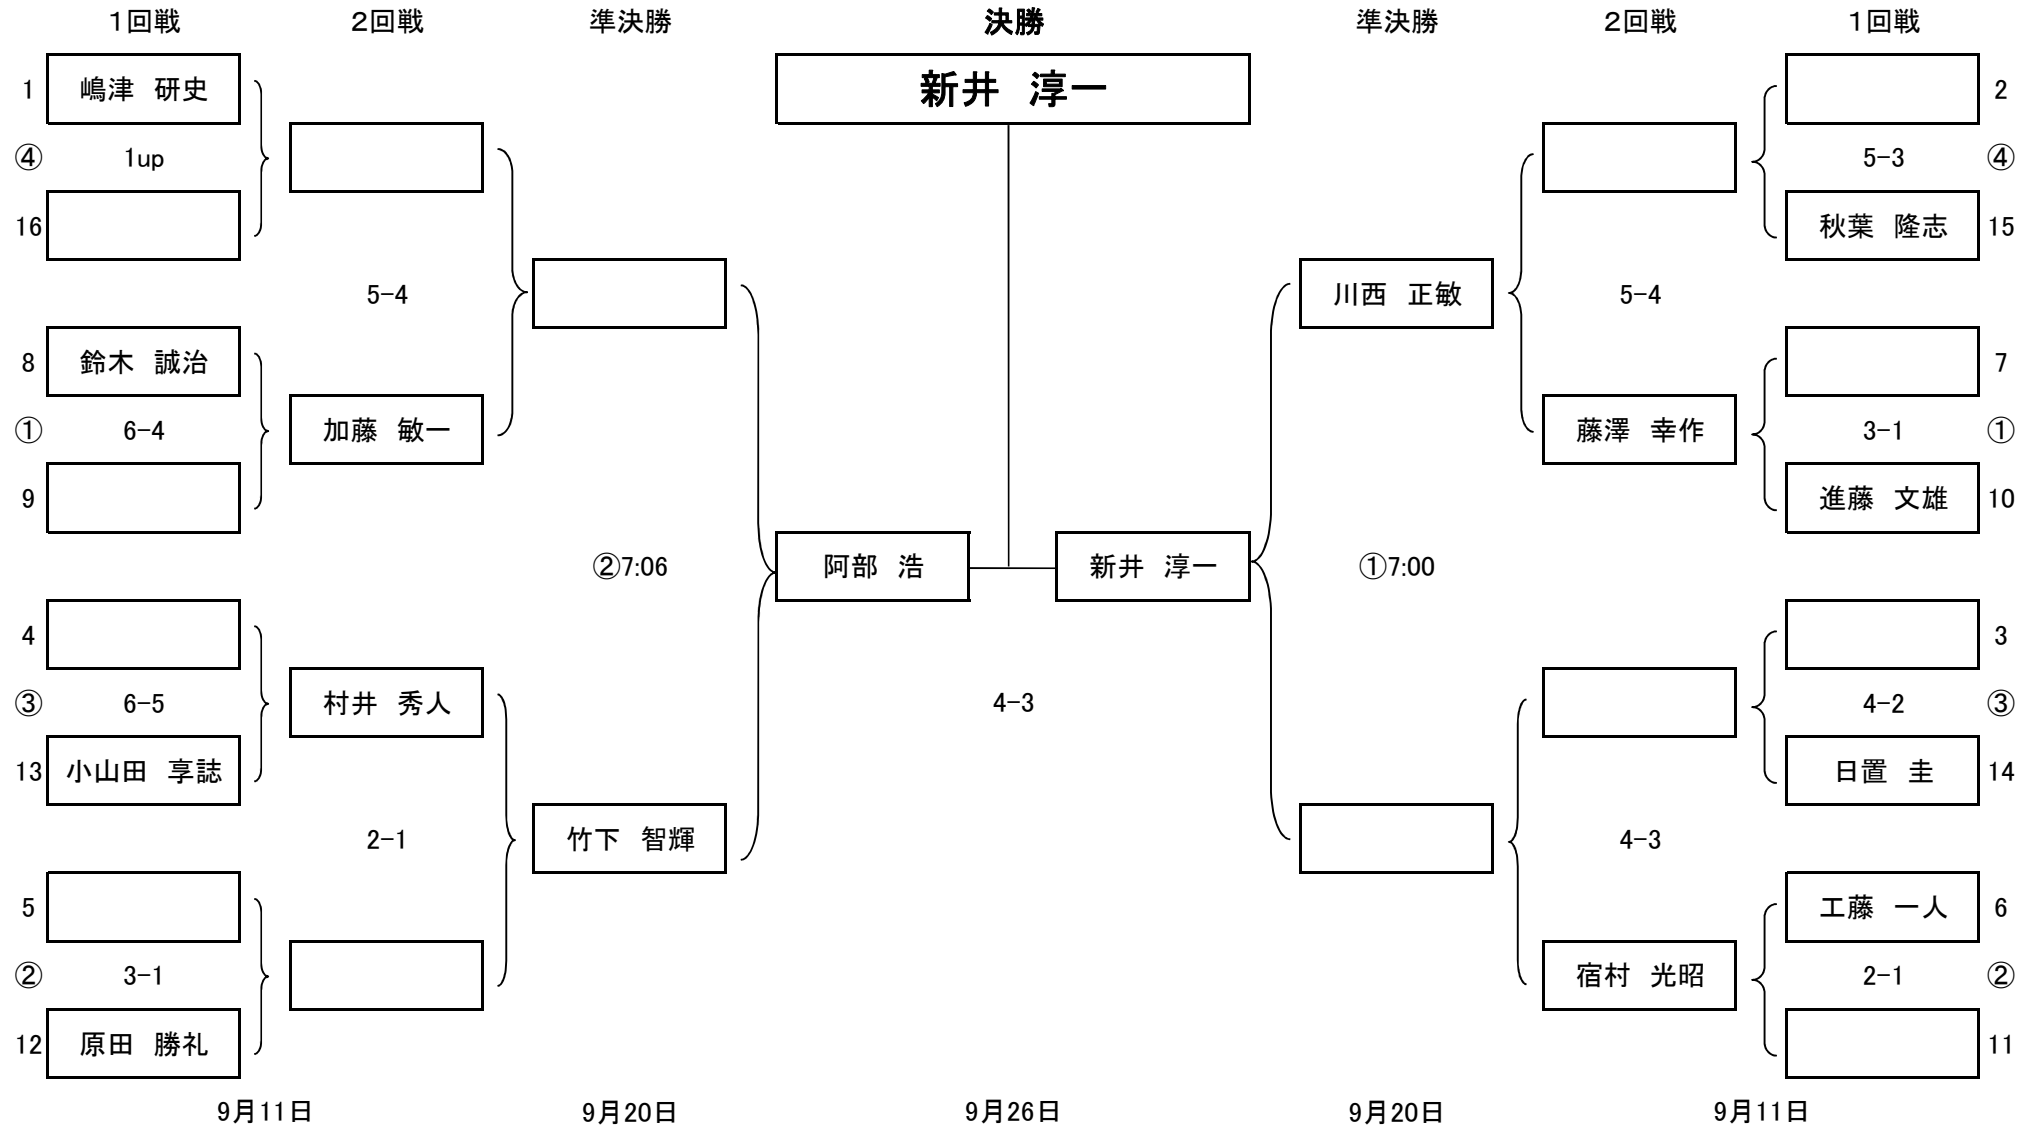 １回戦　２回戦　準決勝　決勝　準決勝　２回戦　１回戦
1　嶋津　研史　新井　淳一　2
④　1up　5-3　④
16　秋葉　隆志　15
5-4　川西　正敏　5-4
8　鈴木　誠治　7
①　6-4　加藤　敏一　藤澤　幸作　3-1　①
9　進藤　文雄　10
②7:06　阿部　浩　新井　淳一　①7:00
4　3
③　6-5　村井　秀人　4-3　4-2　③
13　小山田　享誌　日置　圭　14
2-1　竹下　智輝　4-3
5　工藤　一人　6
②　3-1　宿村　光昭　2-1　②
12　原田　勝礼　11
9月11日　9月20日　9月26日　9月20日　9月11日